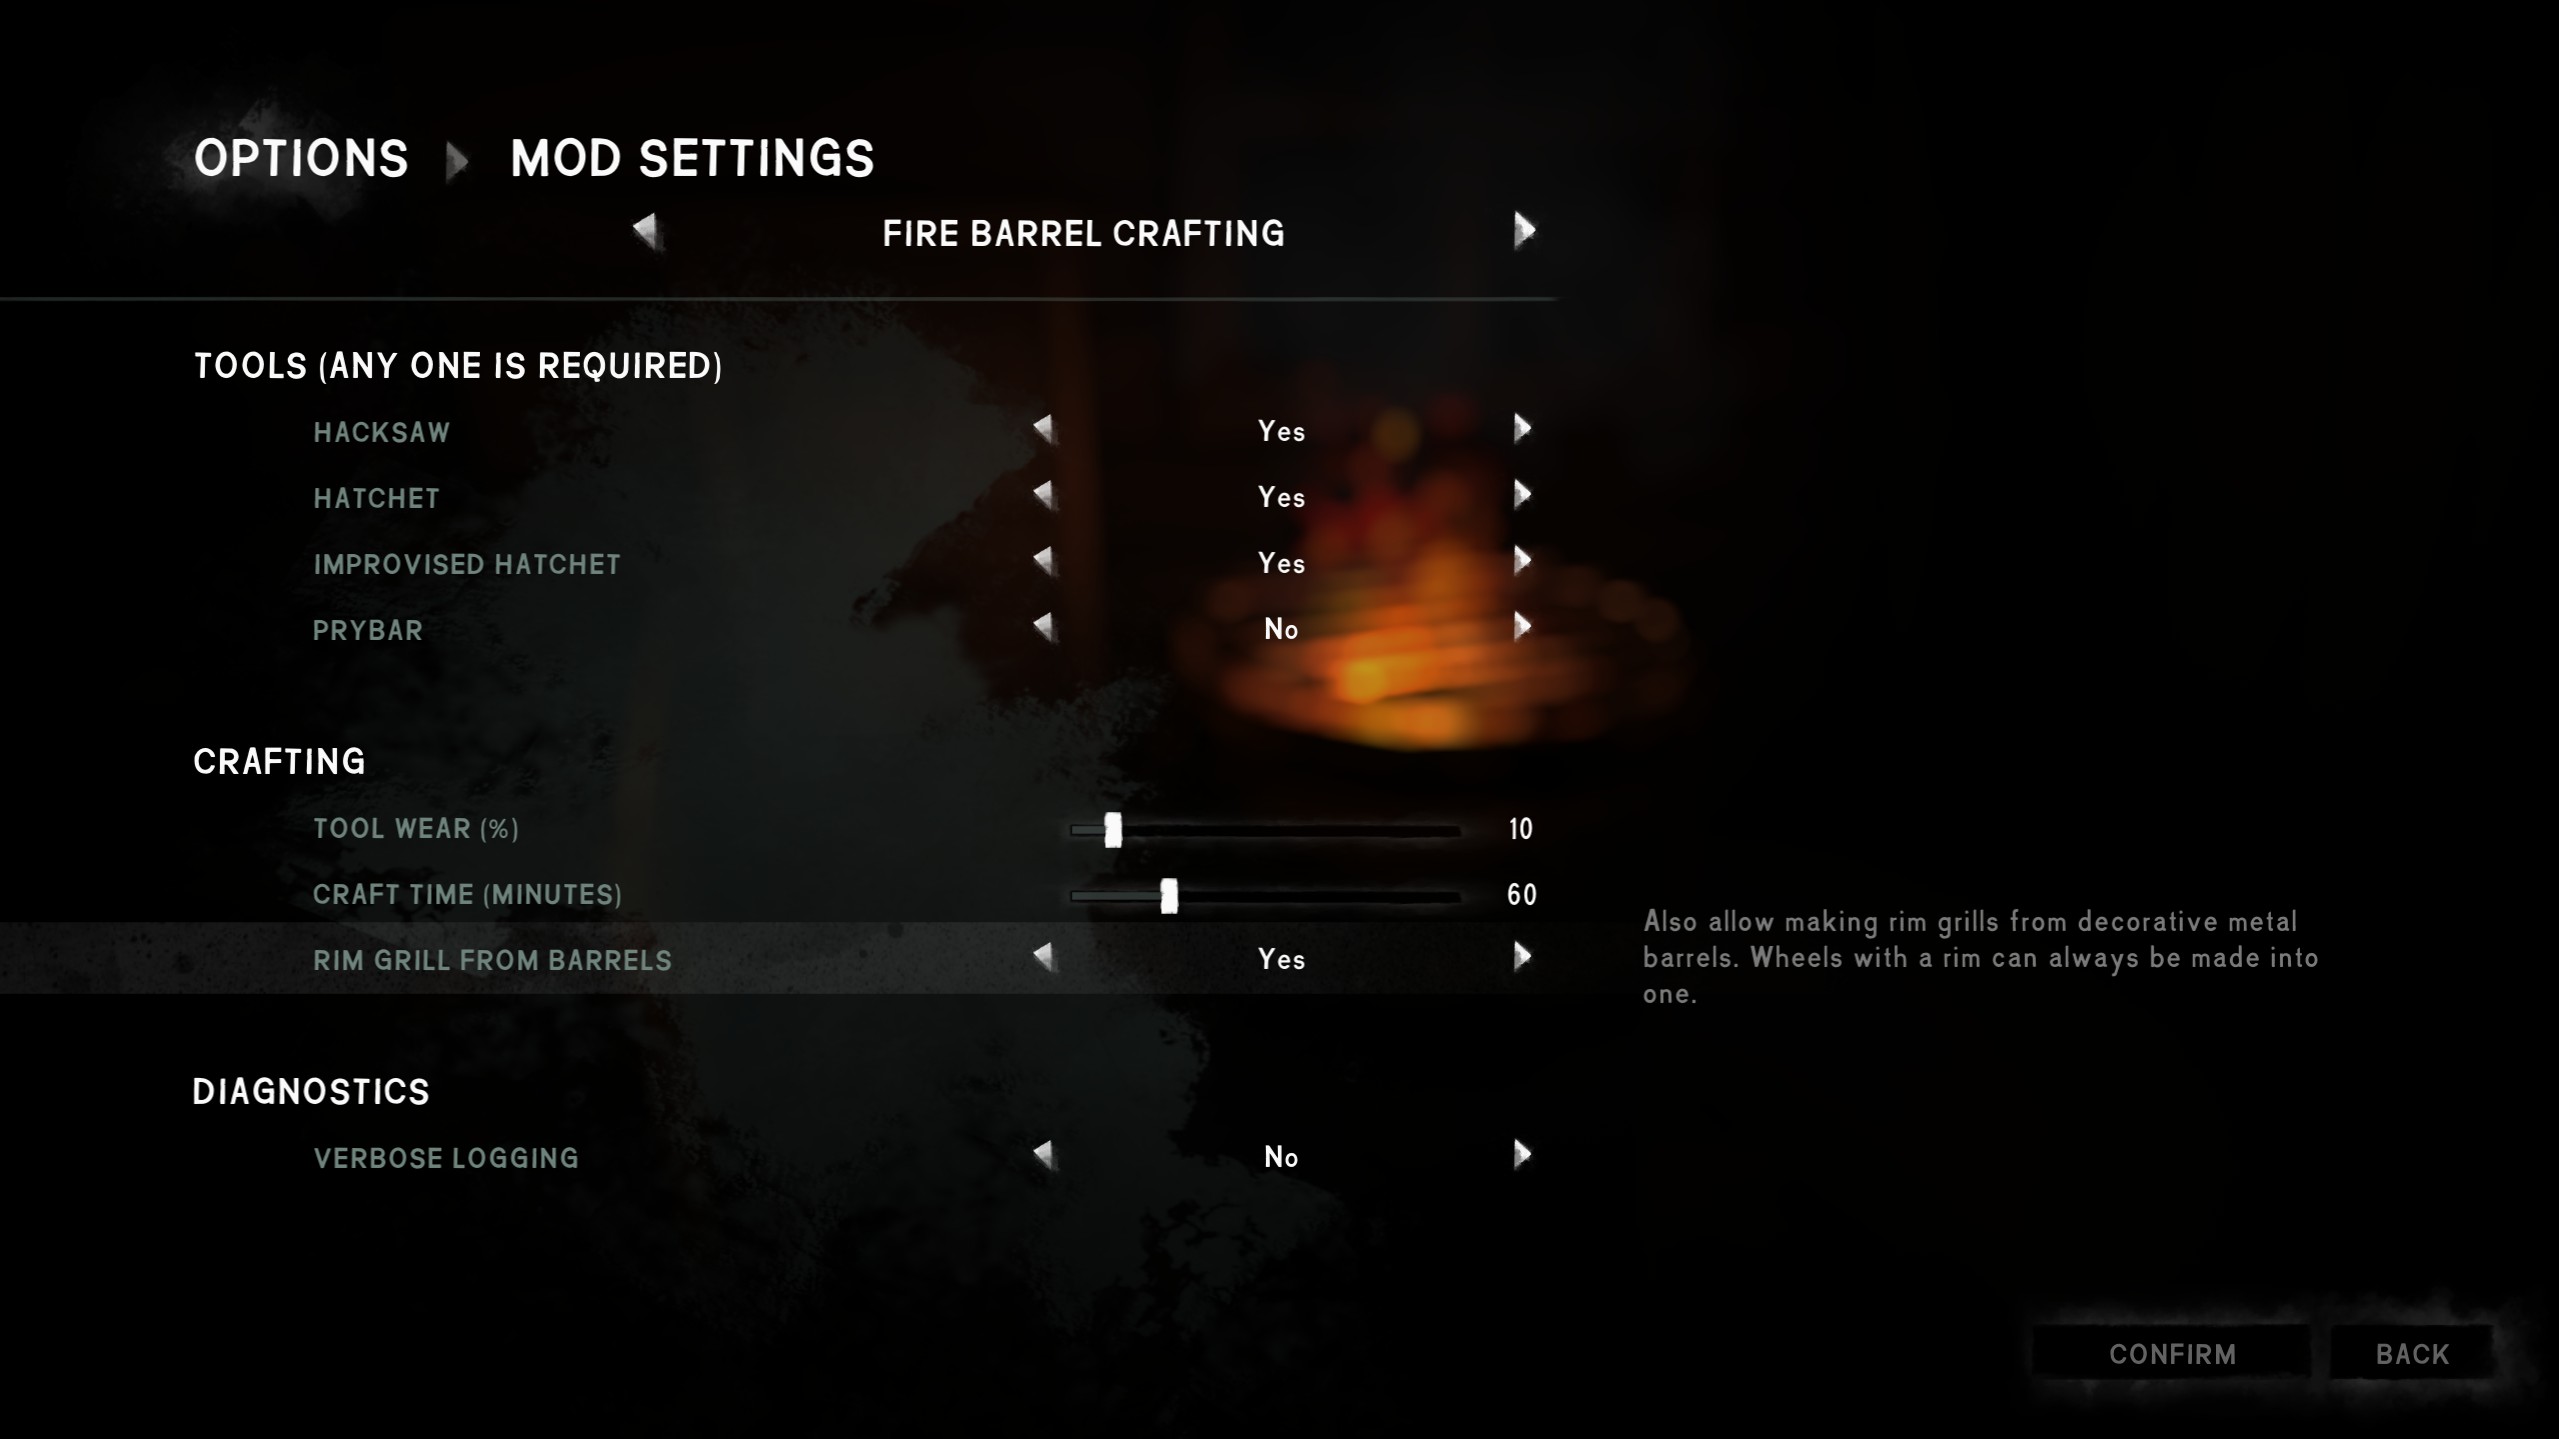 OPTIONS MOD SETTINGS
FIRE BARREL CRAFTING
TOOLS (ANY ONE IS REQUIRED)
HACKSAW Yes
HATCHET Yes
IMPROVISED HATCHET Yes
PRYBAR No
CRAFTING
TOOL WEAR (%) 10
CRAFT TIME (MINUTES) 60
RIM GRILL FROM BARRELS Yes
Also allow making rim grills from decorative metal
barrels. Wheels with a rim can always be made into
one.
DIAGNOSTICS
VERBOSE LOGGING No
CONFIRM BACK